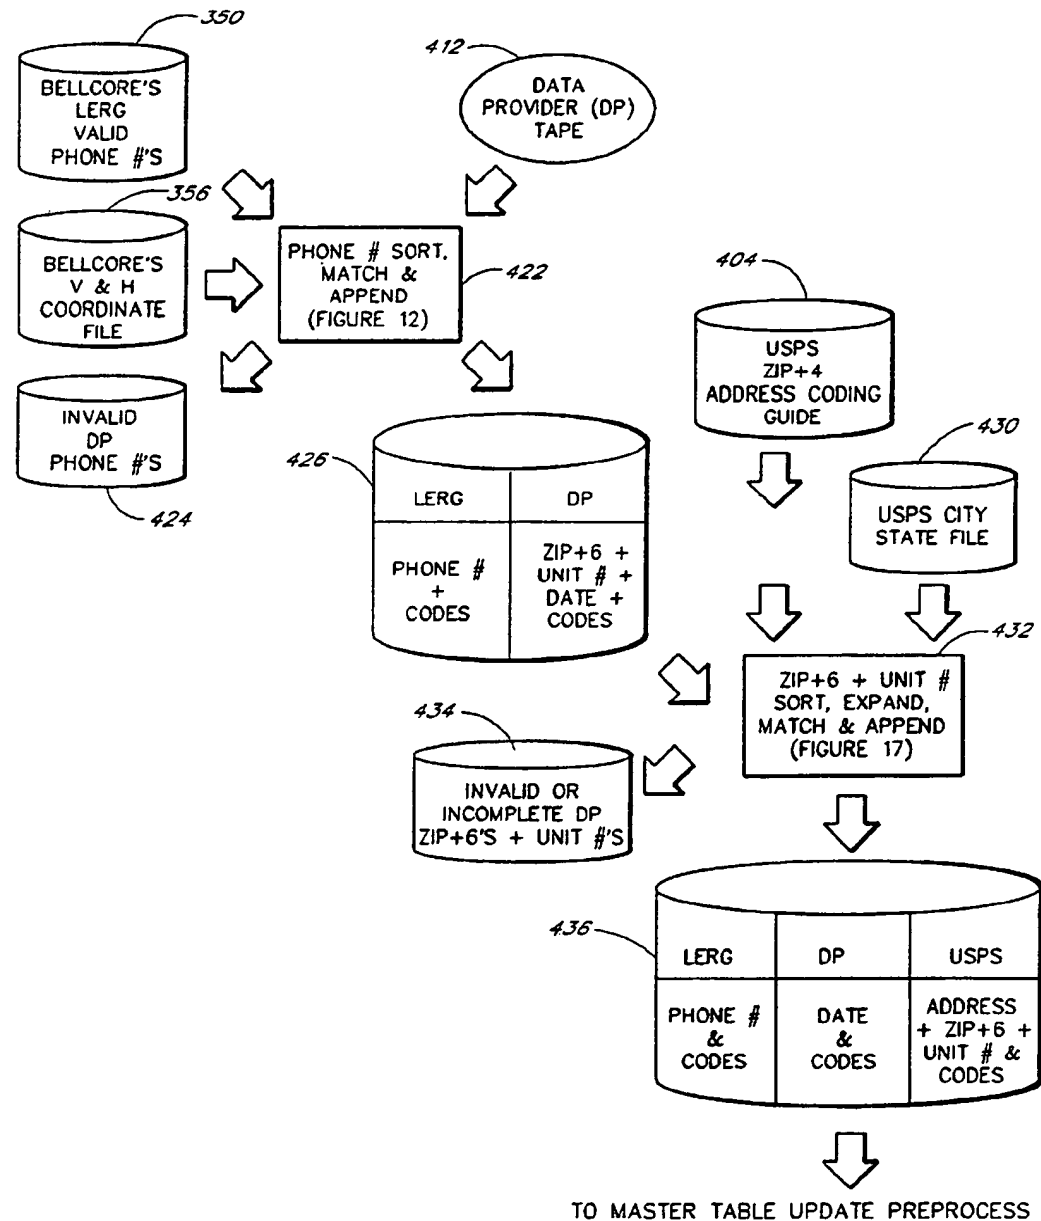 350
BELLCORE'S
LERG
VALID
PHONE #'S
412
DATA
PROVIDER (DP)
TAPE
356
BELLCORE'S
V & H
COORDINATE
FILE
PHONE # SORT,
MATCH &
APPEND
(FIGURE 12)
422
INVALID
DP
PHONE #'S
424
404
USPS
ZIP+4
ADDRESS CODING
GUIDE
430
USPS CITY
STATE FILE
426
LERG
DP
PHONE #
+
CODES
ZIP+6 +
UNIT # +
DATE +
CODES
432
ZIP+6 + UNIT #
SORT, EXPAND,
MATCH & APPEND
(FIGURE 17)
434
INVALID OR
INCOMPLETE DP
ZIP+6'S + UNIT #'S
436
LERG
DP
USPS
PHONE #
&
CODES
DATE
&
CODES
ADDRESS
+ ZIP+6 +
UNIT # &
CODES
TO MASTER TABLE UPDATE PREPROCESS